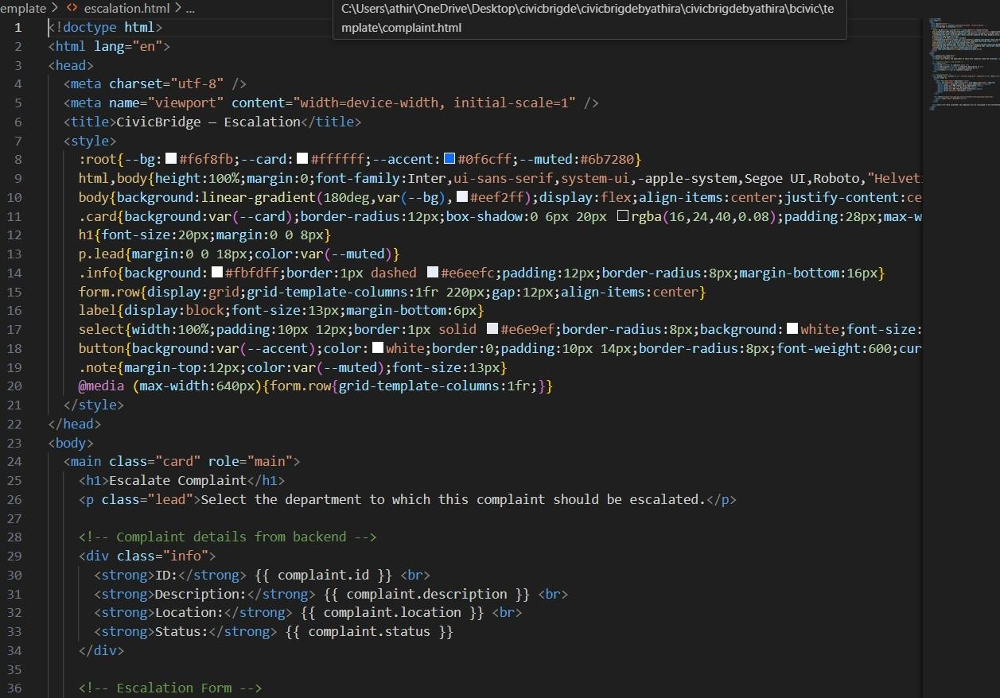 emplate > <> escalation.html > ...
C:\Users\athir\OneDrive\Desktop\civicbrigde\civicbrigdebyathira\civicbrigdebyathira\bcivic\te
mplate\complaint.html
1 <!doctype html>
2 <html lang="en">
3 <head>
4 <meta charset="utf-8" />
5 <meta name="viewport" content="width=device-width, initial-scale=1" />
6 <title>CivicBridge — Escalation</title>
7 <style>
8 :root{--bg:#f6f8fb;--card:#ffffff;--accent:#0f6cff;--muted:#6b7280}
9 html,body{height:100%;margin:0;font-family:Inter,ui-sans-serif,system-ui,-apple-system,Segoe UI,Roboto,"Helvet
10 body{background:linear-gradient(180deg,var(--bg),#eef2ff);display:flex;align-items:center;justify-content:ce
11 .card{background:var(--card);border-radius:12px;box-shadow:0 6px 20px rgba(16,24,40,0.08);padding:28px;max-w
12 h1{font-size:20px;margin:0 0 8px}
13 p.lead{margin:0 0 18px;color:var(--muted)}
14 .info{background:#fbfdff;border:1px dashed #e6eefc;padding:12px;border-radius:8px;margin-bottom:16px}
15 form.row{display:grid;grid-template-columns:1fr 220px;gap:12px;align-items:center}
16 label{display:block;font-size:13px;margin-bottom:6px}
17 select{width:100%;padding:10px 12px;border:1px solid #e6e9ef;border-radius:8px;background:white;font-size:
18 button{background:var(--accent);color:white;border:0;padding:10px 14px;border-radius:8px;font-weight:600;cur
19 .note{margin-top:12px;color:var(--muted);font-size:13px}
20 @media (max-width:640px){form.row{grid-template-columns:1fr;}}
21 </style>
22 </head>
23 <body>
24 <main class="card" role="main">
25 <h1>Escalate Complaint</h1>
26 <p class="lead">Select the department to which this complaint should be escalated.</p>
27
28 <!-- Complaint details from backend -->
29 <div class="info">
30 <strong>ID:</strong> {{ complaint.id }} <br>
31 <strong>Description:</strong> {{ complaint.description }} <br>
32 <strong>Location:</strong> {{ complaint.location }} <br>
33 <strong>Status:</strong> {{ complaint.status }}
34 </div>
35
36 <!-- Escalation Form -->